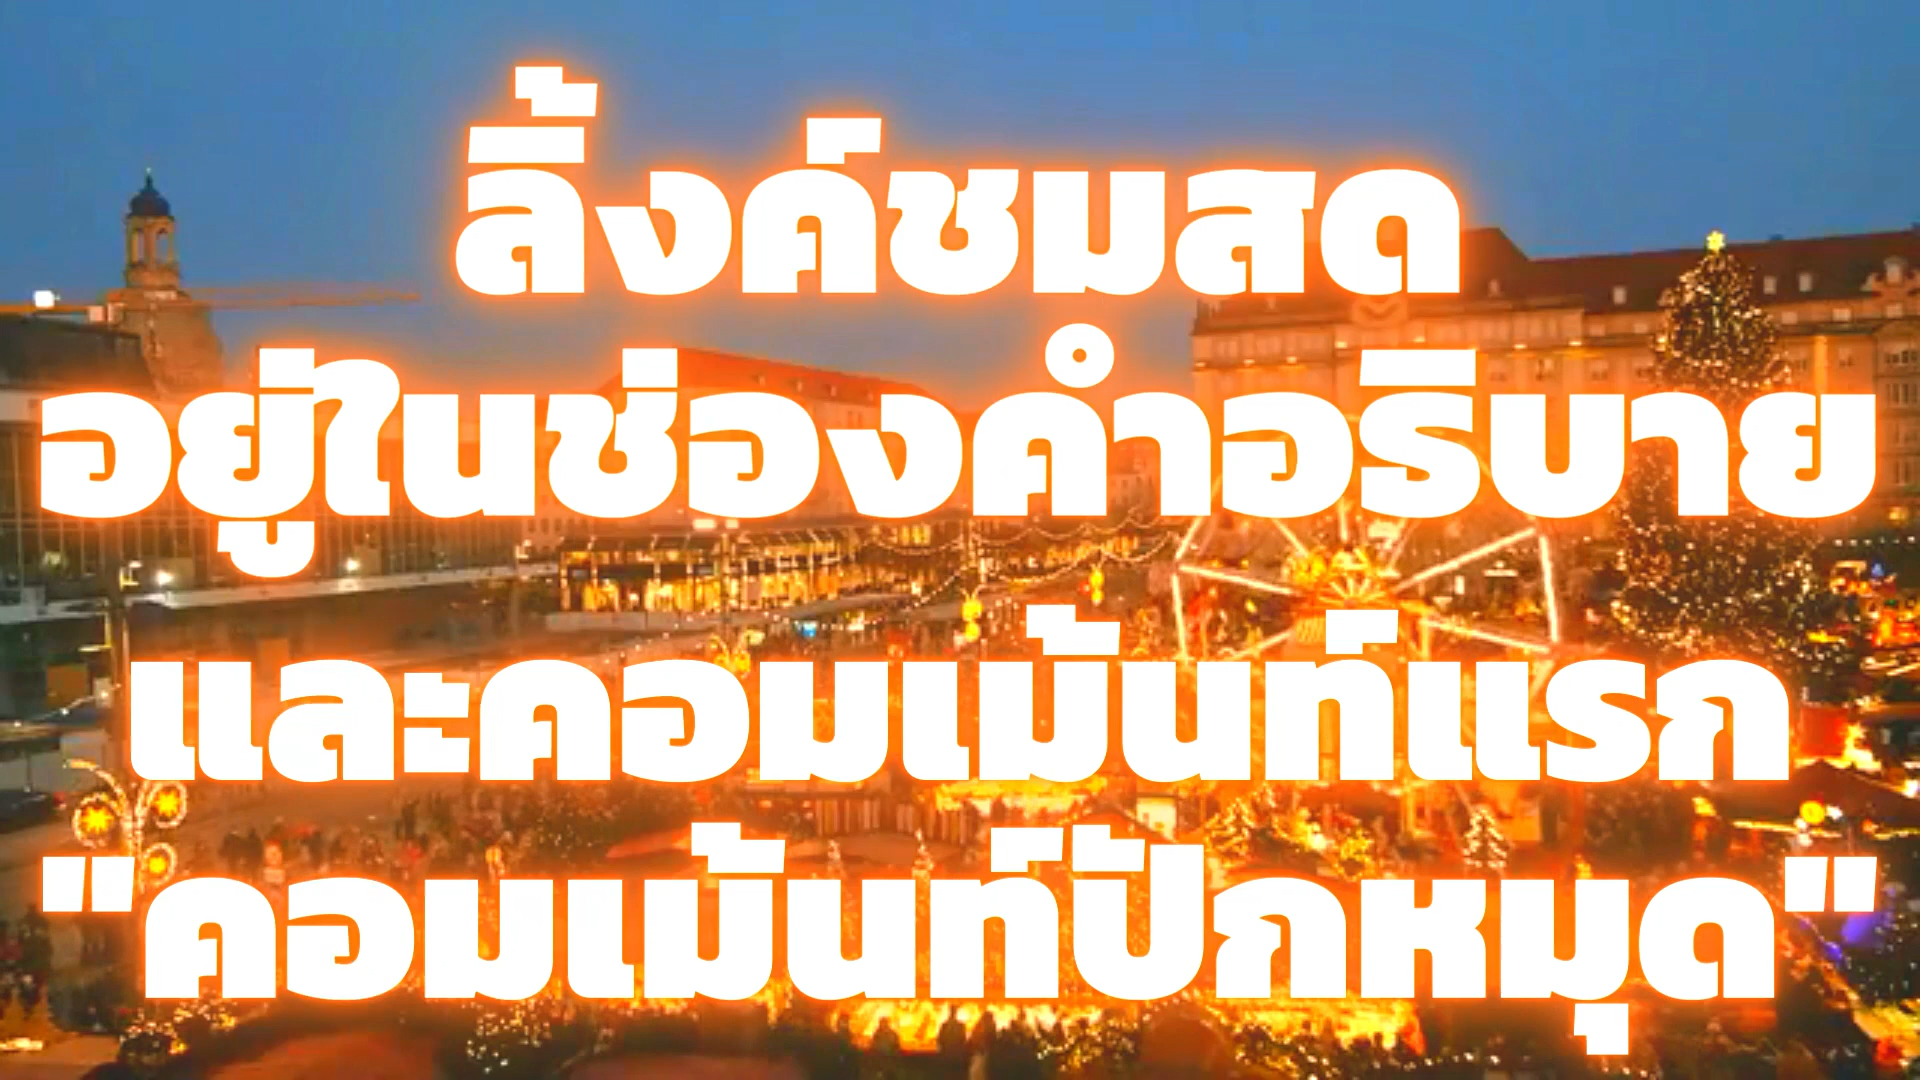 ลิ้งค์ชมสด
อยู่ในช่องคำอริบาย
และคอมเม้นท์แรก
"คอมเม้นท์ปักหมุด"